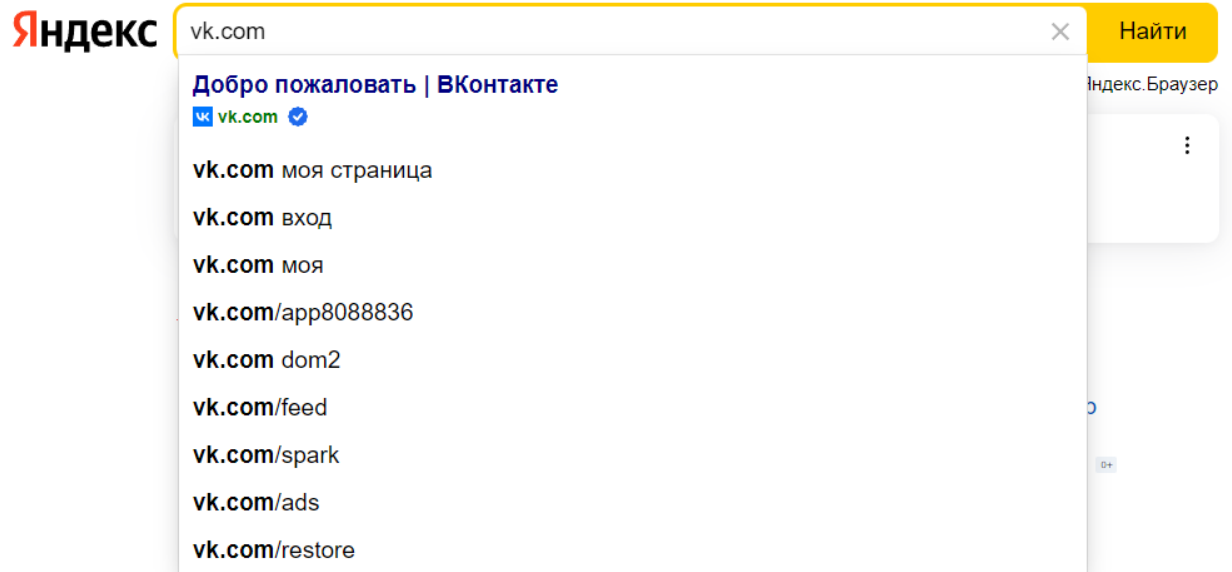 Яндекс
vk.com
Найти
Добро пожаловать | ВКонтакте
vk.com
Яндекс.Браузер
vk.com моя страница
vk.com вход
vk.com моя
vk.com/app8088836
vk.com dom2
vk.com/feed
vk.com/spark
0+
vk.com/ads
vk.com/restore